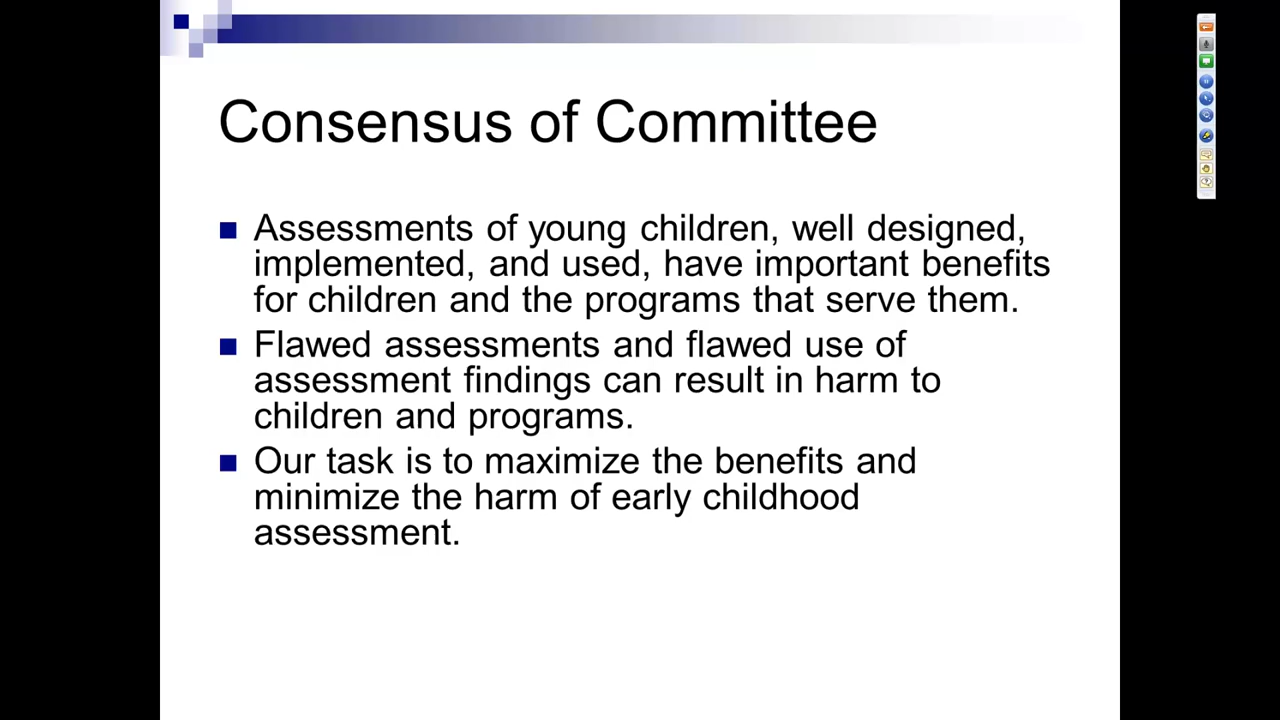 Consensus of Committee
Assessments of young children, well designed,
implemented, and used, have important benefits
for children and the programs that serve them.
Flawed assessments and flawed use of
assessment findings can result in harm to
children and programs.
Our task is to maximize the benefits and
minimize the harm of early childhood
assessment.